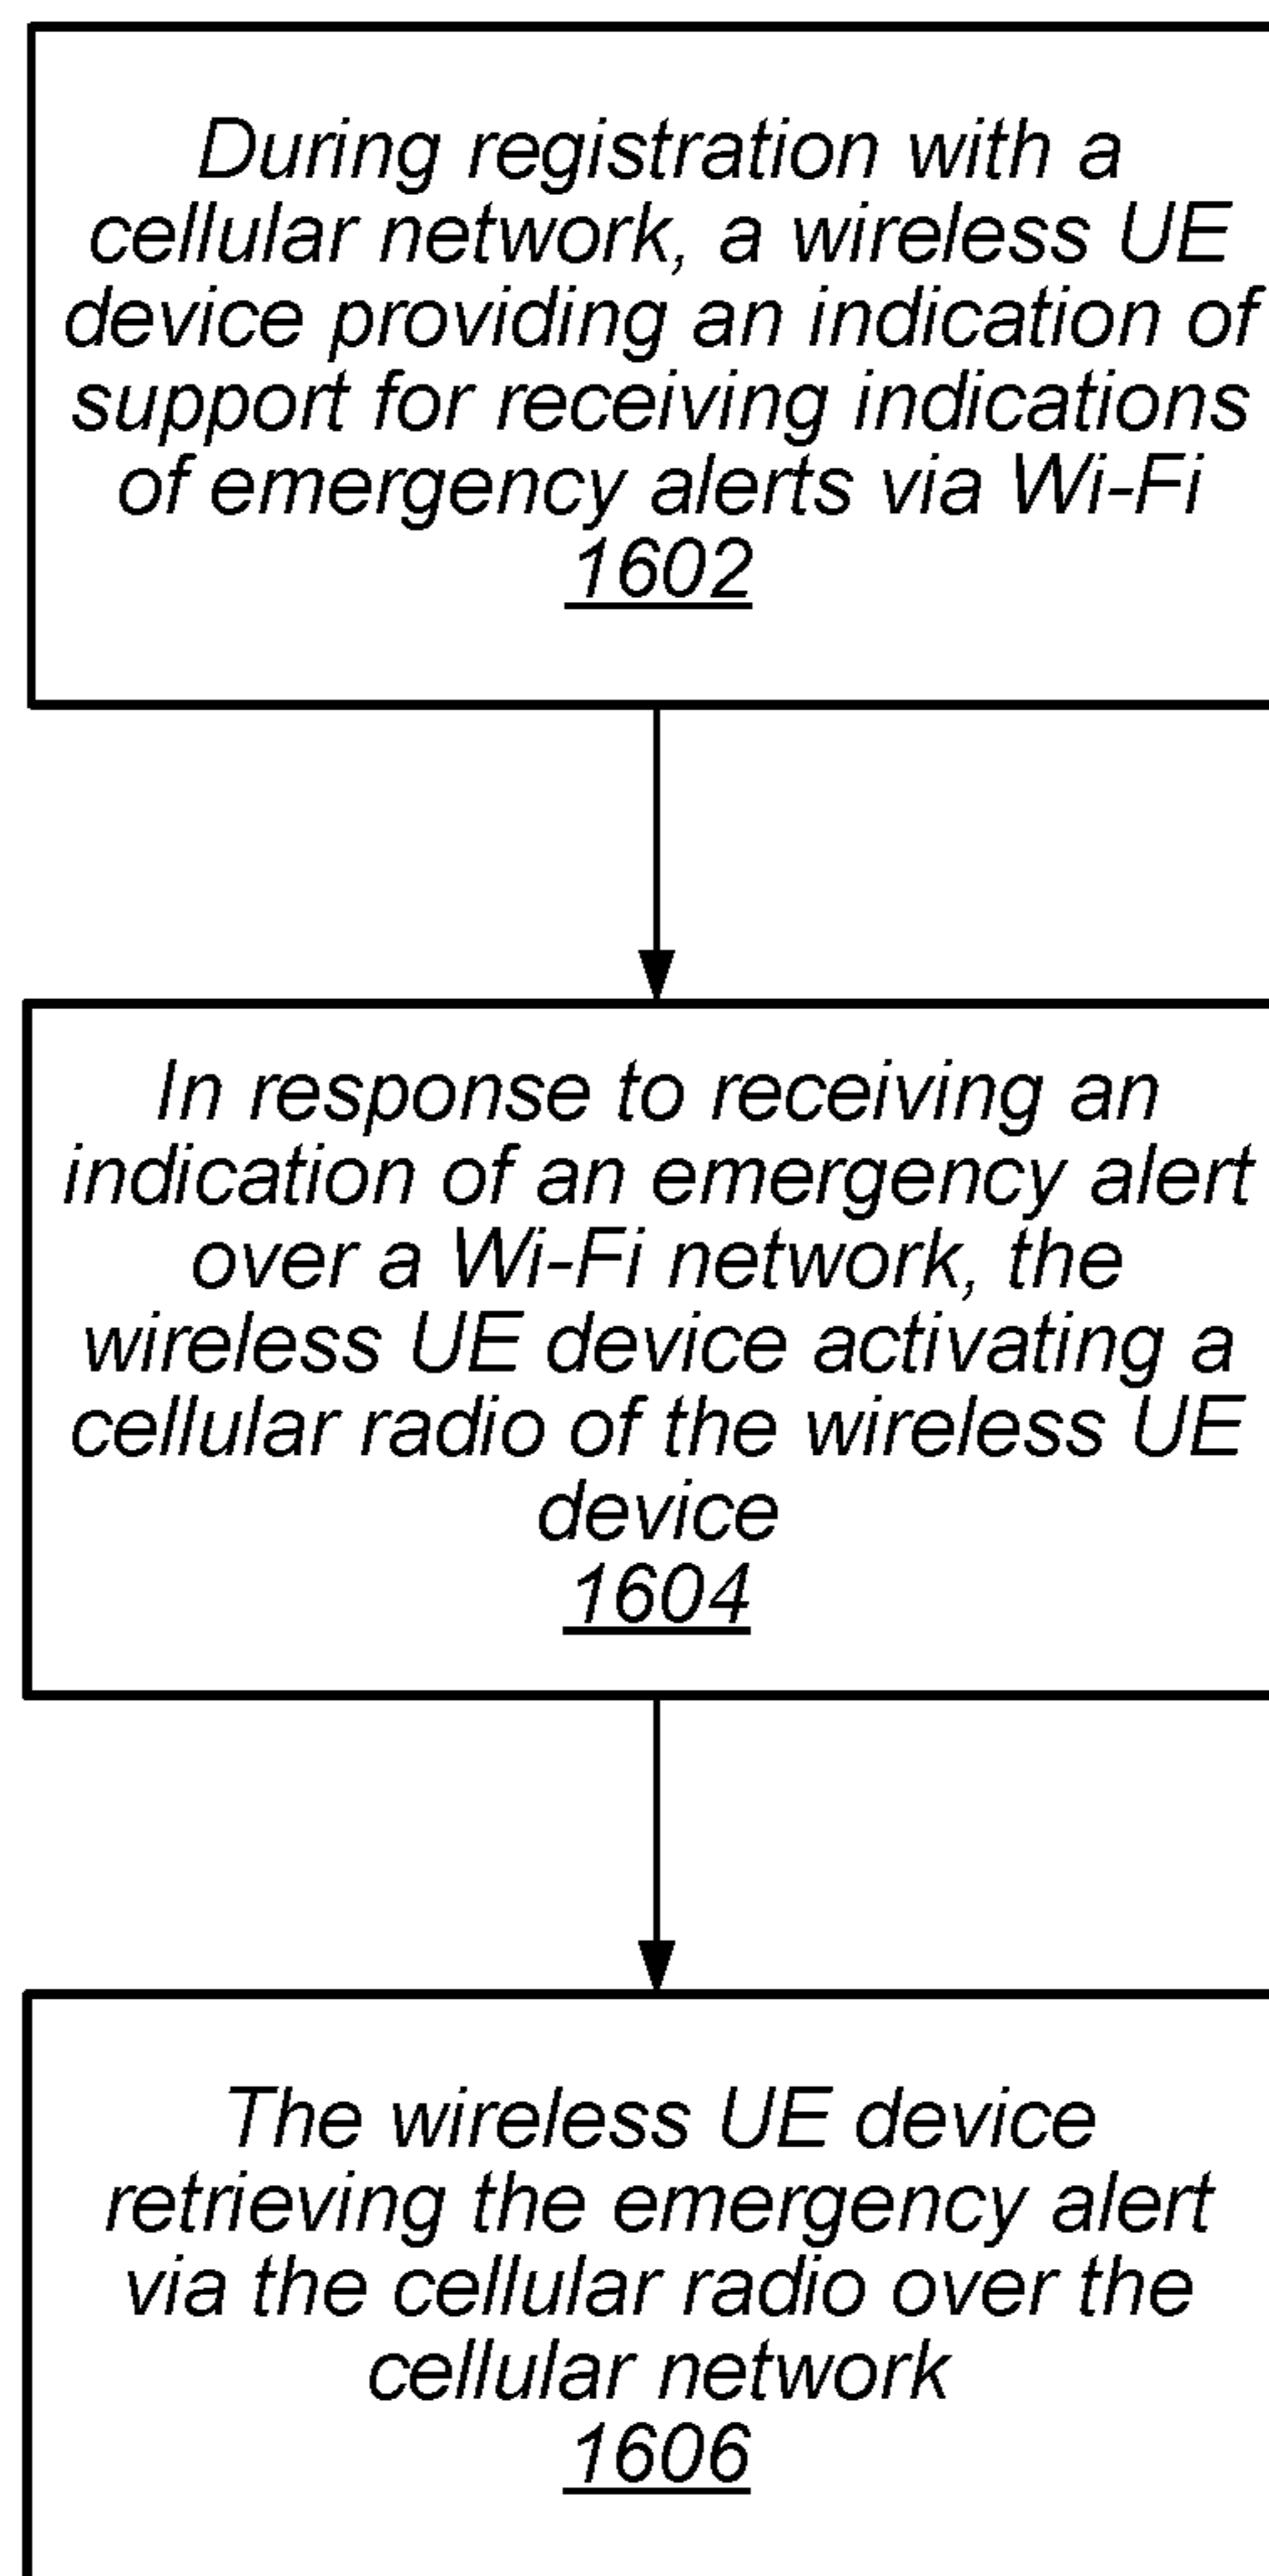 During registration with a
cellular network, a wireless UE
device providing an indication of
support for receiving indications
of emergency alerts via Wi-Fi
1602
In response to receiving an
indication of an emergency alert
over a Wi-Fi network, the
wireless UE device activating a
cellular radio of the wireless UE
device
1604
The wireless UE device
retrieving the emergency alert
via the cellular radio over the
cellular network
1606